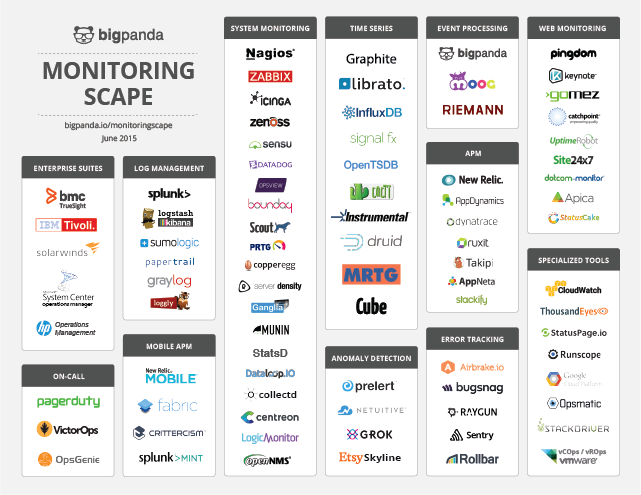 bigpanda
MONITORING
SCAPE
bigpanda.io/monitoringscape
June 2015
ENTERPRISE SUITES
bmc
TrueSight
IBM Tivoli.
solarwinds
Microsoft
System Center
operations manager
hp Operations
Management
ON-CALL
pagerduty
VictorOps
OpsGenie
LOG MANAGEMENT
splunk>
logstash
kibana
sumologic
papertrail
graylog
loggly
MOBILE APM
New Relic.
MOBILE
fabric
CRITTERCISM
splunk>MINT
SYSTEM MONITORING
Nagios®
ZABBIX
ICINGA
zenoss
sensu
DATADOG
OPSVIEW
boundary
Scout
PRTG
copperegg
server density
Ganglia
MUNIN
StatsD
Dataloop.IO
collectd
centreon
LogicMonitor
openNMS®
TIME SERIES
Graphite
librato.
InfluxDB
signal fx
OpenTSDB
cacti
Instrumental
druid
MRTG
Cube
ANOMALY DETECTION
prelert
NETUITIVE
GROK
Etsy Skyline
EVENT PROCESSING
bigpanda
MOOG
RIEMANN
APM
New Relic.
APPDYNAMICS
dynatrace
ruxit
Takipi
AppNeta
stackify
ERROR TRACKING
Airbrake.io
bugsnag
RAYGUN
Sentry
Rollbar
WEB MONITORING
pingdom
keynote
gomez
catchpoint
UptimeRobot
Site24x7
dotcom-monitor
Apica
StatusCake
SPECIALIZED TOOLS
CloudWatch
ThousandEyes
StatusPage.io
Runscope
Google
Cloud Platform
Opsmatic
STACKDRIVER
vCOps / vROps
vmware®